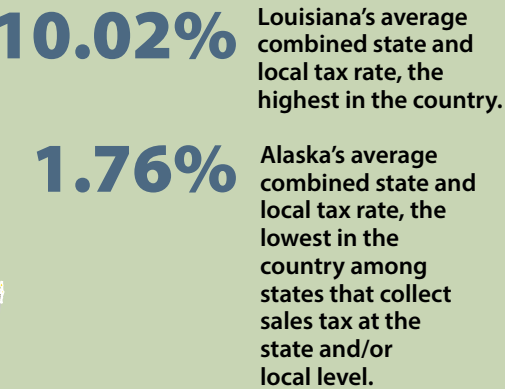 10.02%
Louisiana’s average
combined state and
local tax rate, the
highest in the country.
1.76%
Alaska’s average
combined state and
local tax rate, the
lowest in the
country among
states that collect
sales tax at the
state and/or
local level.